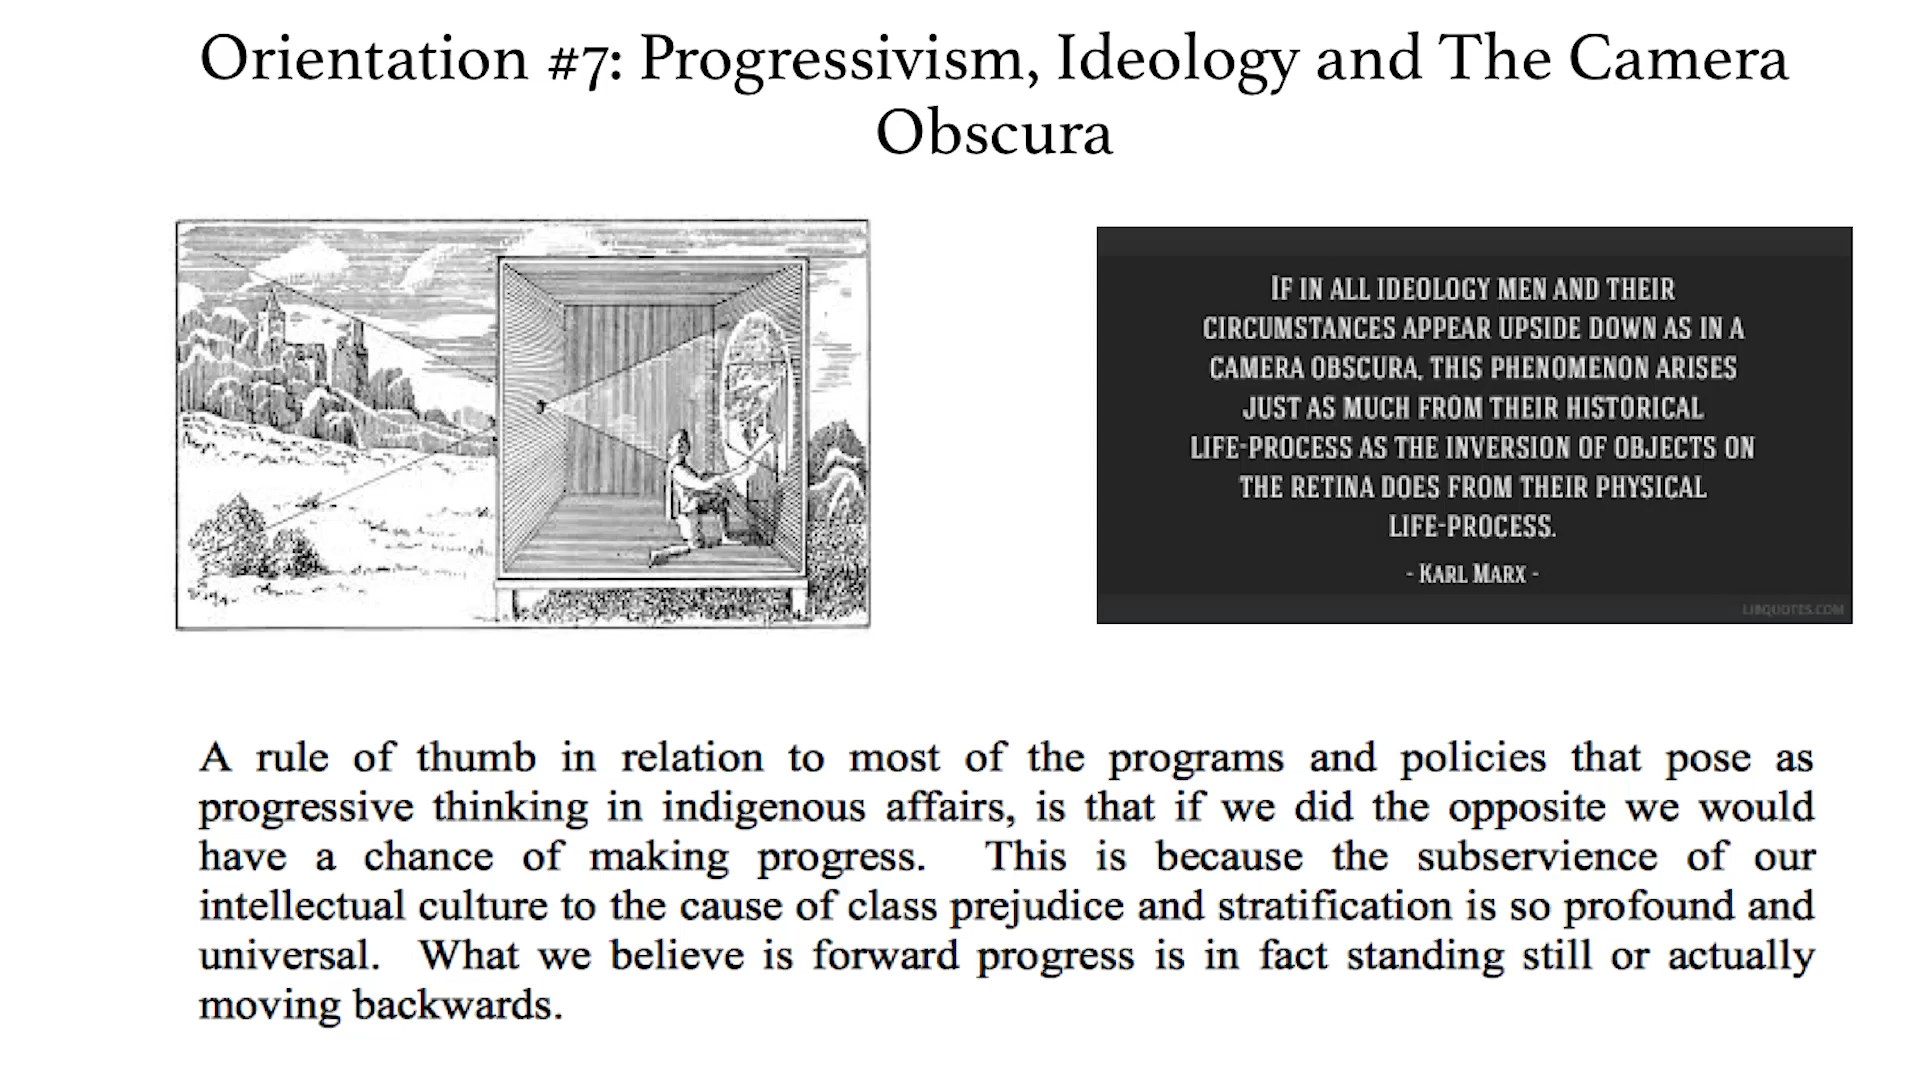 Orientation #7: Progressivism, Ideology and The Camera
Obscura
IF IN ALL IDEOLOGY MEN AND THEIR
CIRCUMSTANCES APPEAR UPSIDE DOWN AS IN A
CAMERA OBSCURA, THIS PHENOMENON ARISES
JUST AS MUCH FROM THEIR HISTORICAL
LIFE-PROCESS AS THE INVERSION OF OBJECTS ON
THE RETINA DOES FROM THEIR PHYSICAL
LIFE-PROCESS.
- KARL MARX -
LIBQUOTES.COM
A rule of thumb in relation to most of the programs and policies that pose as
progressive thinking in indigenous affairs, is that if we did the opposite we would
have a chance of making progress. This is because the subservience of our
intellectual culture to the cause of class prejudice and stratification is so profound and
universal. What we believe is forward progress is in fact standing still or actually
moving backwards.